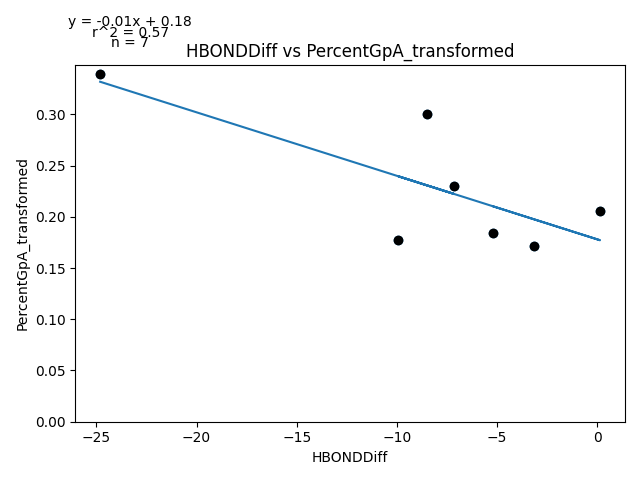 y = -0.01x + 0.18
r^2 = 0.57
n = 7
HBONDDiff vs PercentGpA_transformed
PercentGpA_transformed
0.30
0.25
0.20
0.15
0.10
0.05
0.00
−25 −20 −15 −10 −5 0
HBONDDiff